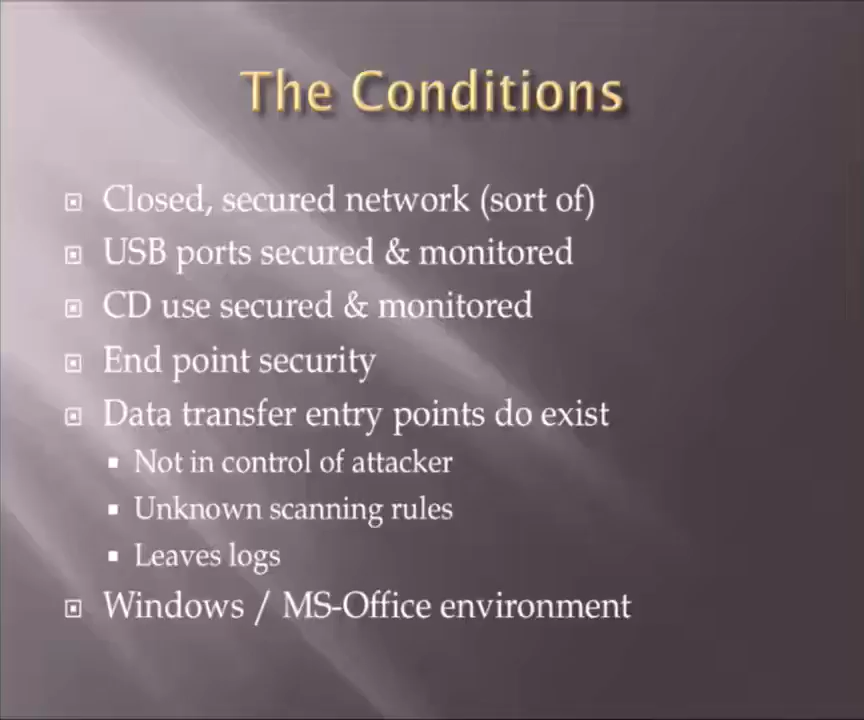 The Conditions
Closed, secured network (sort of)
USB ports secured & monitored
CD use secured & monitored
End point security
Data transfer entry points do exist
Not in control of attacker
Unknown scanning rules
Leaves logs
Windows / MS-Office environment